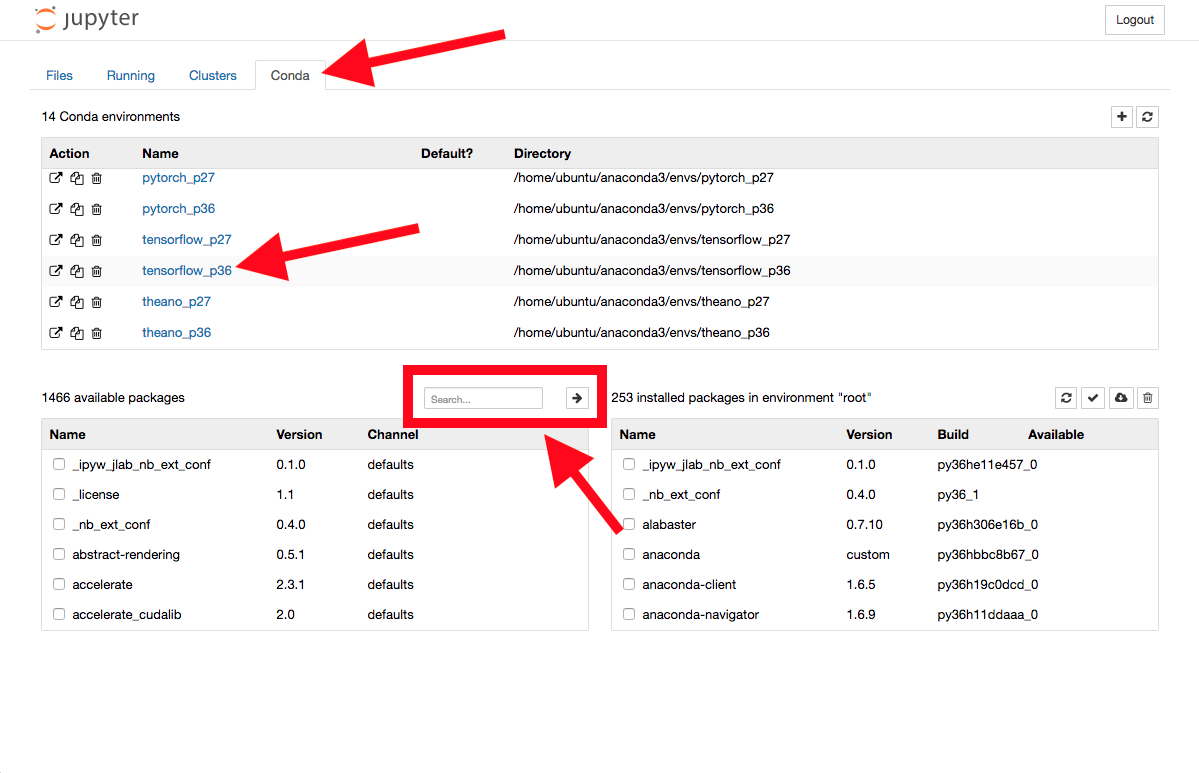 jupyter
Logout
Files Running Clusters Conda
14 Conda environments
Action Name Default? Directory
pytorch_p27 /home/ubuntu/anaconda3/envs/pytorch_p27
pytorch_p36 /home/ubuntu/anaconda3/envs/pytorch_p36
tensorflow_p27 /home/ubuntu/anaconda3/envs/tensorflow_p27
tensorflow_p36 /home/ubuntu/anaconda3/envs/tensorflow_p36
theano_p27 /home/ubuntu/anaconda3/envs/theano_p27
theano_p36 /home/ubuntu/anaconda3/envs/theano_p36
1466 available packages
Search...
Name Version Channel
_ipyw_jlab_nb_ext_conf 0.1.0 defaults
_license 1.1 defaults
_nb_ext_conf 0.4.0 defaults
abstract-rendering 0.5.1 defaults
accelerate 2.3.1 defaults
accelerate_cudalib 2.0 defaults
253 installed packages in environment "root"
Name Version Build Available
_ipyw_jlab_nb_ext_conf 0.1.0 py36he11e457_0
_nb_ext_conf 0.4.0 py36_1
alabaster 0.7.10 py36h306e16b_0
anaconda custom py36hbbc8b67_0
anaconda-client 1.6.5 py36h19c0dcd_0
anaconda-navigator 1.6.9 py36h11ddaaa_0